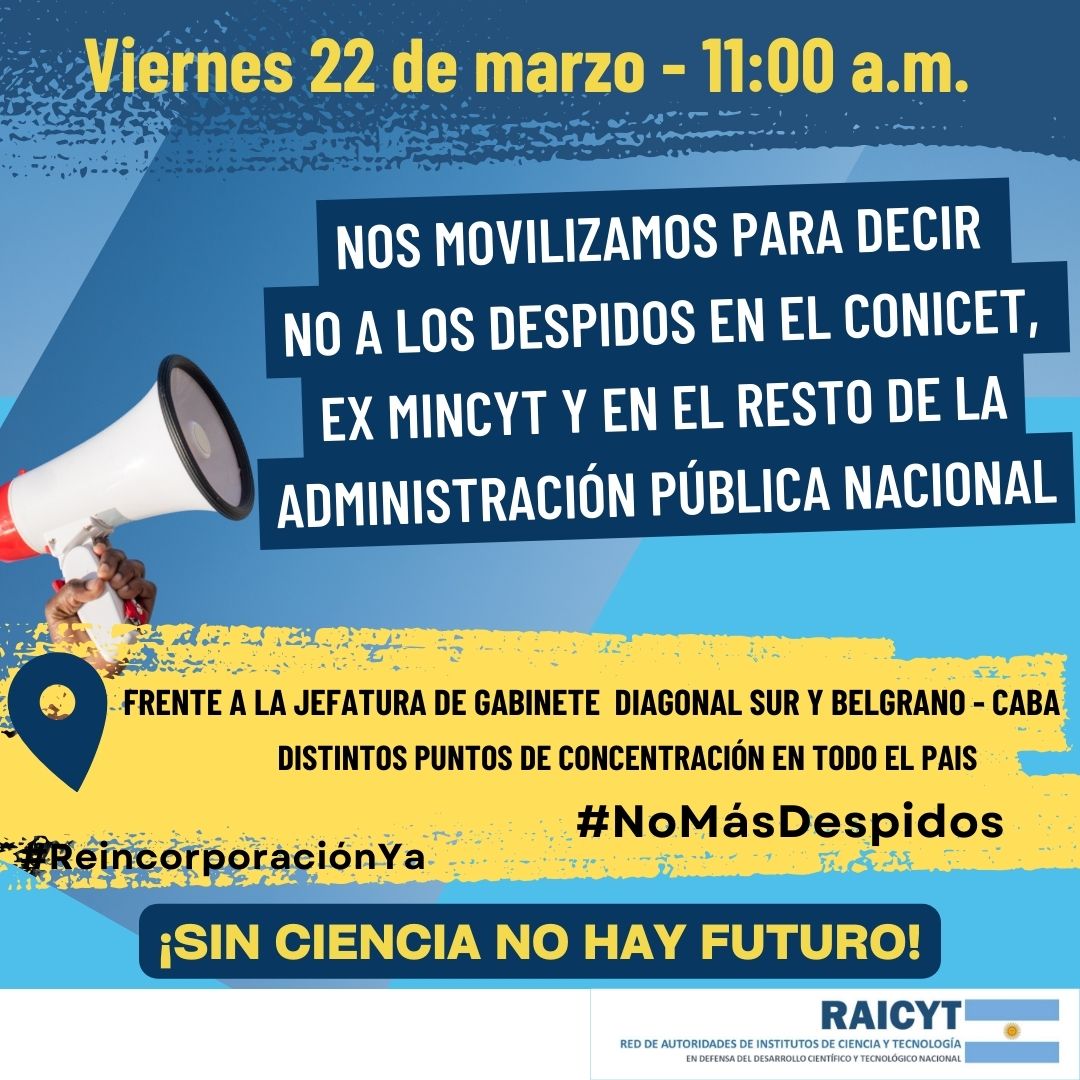 Viernes 22 de marzo - 11:00 a.m.
NOS MOVILIZAMOS PARA DECIR
NO A LOS DESPIDOS EN EL CONICET,
EX MINCYT Y EN EL RESTO DE LA
ADMINISTRACIÓN PÚBLICA NACIONAL
FRENTE A LA JEFATURA DE GABINETE DIAGONAL SUR Y BELGRANO - CABA
DISTINTOS PUNTOS DE CONCENTRACIÓN EN TODO EL PAIS
#NoMásDespidos
#ReincorporaciónYa
¡SIN CIENCIA NO HAY FUTURO!
RAICYT
RED DE AUTORIDADES DE INSTITUTOS DE CIENCIA Y TECNOLOGÍA
EN DEFENSA DEL DESARROLLO CIENTÍFICO Y TECNOLÓGICO NACIONAL